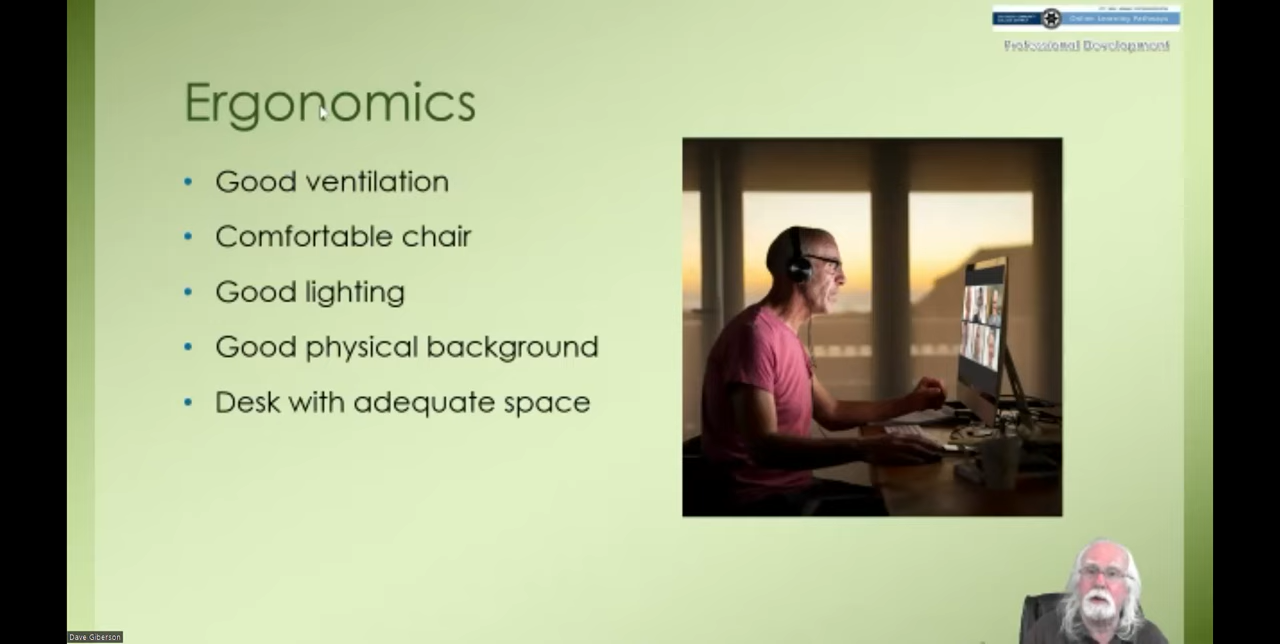 Online Learning Pathways
Professional Development
Ergonomics
• Good ventilation
• Comfortable chair
• Good lighting
• Good physical background
• Desk with adequate space
Dave Giberson